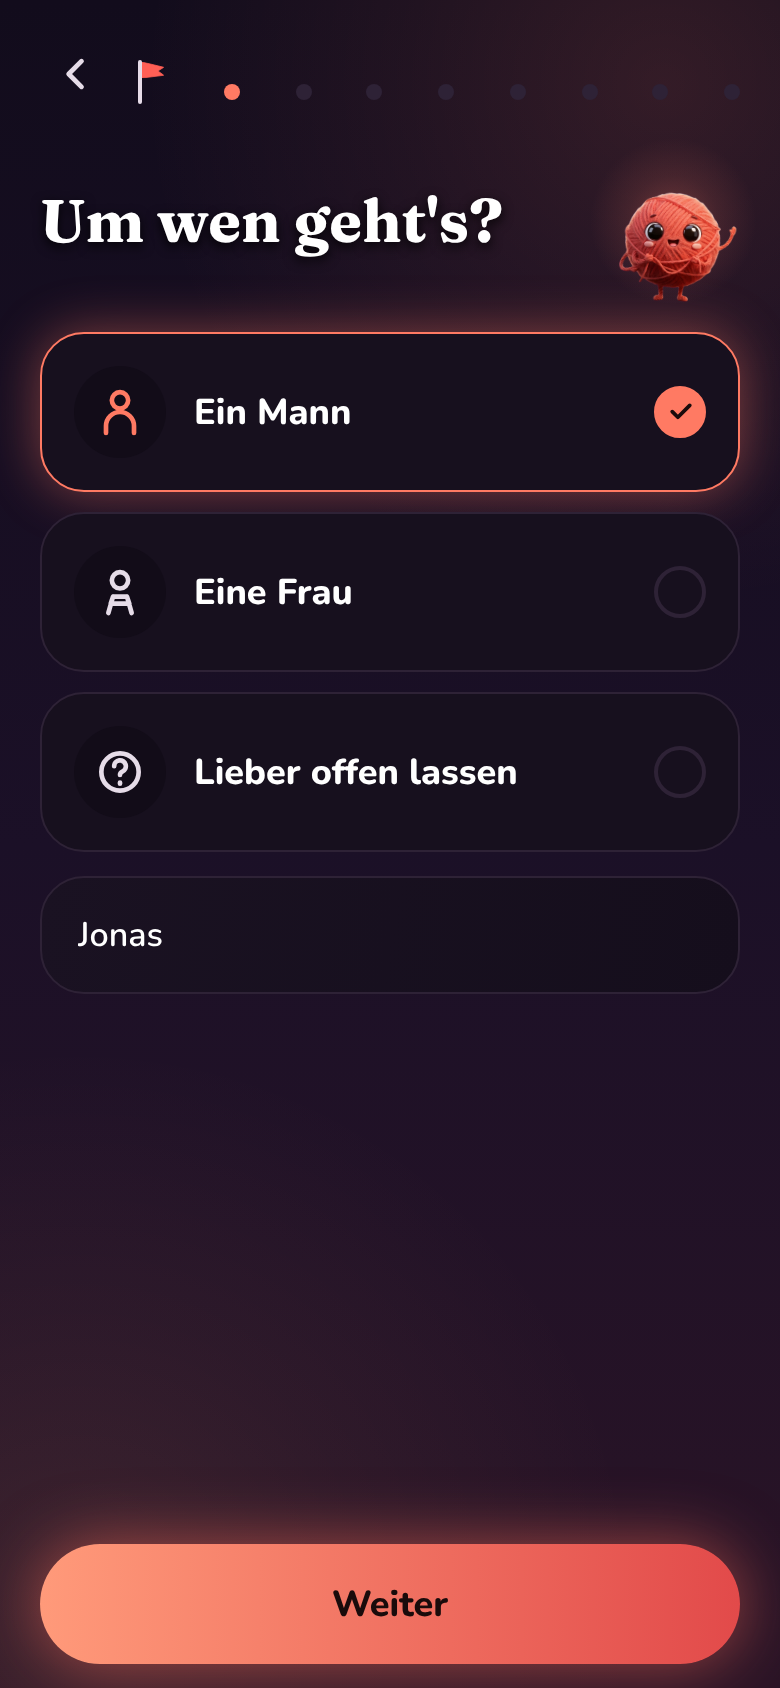 Um wen geht's?
Ein Mann
Eine Frau
Lieber offen lassen
Jonas
Weiter